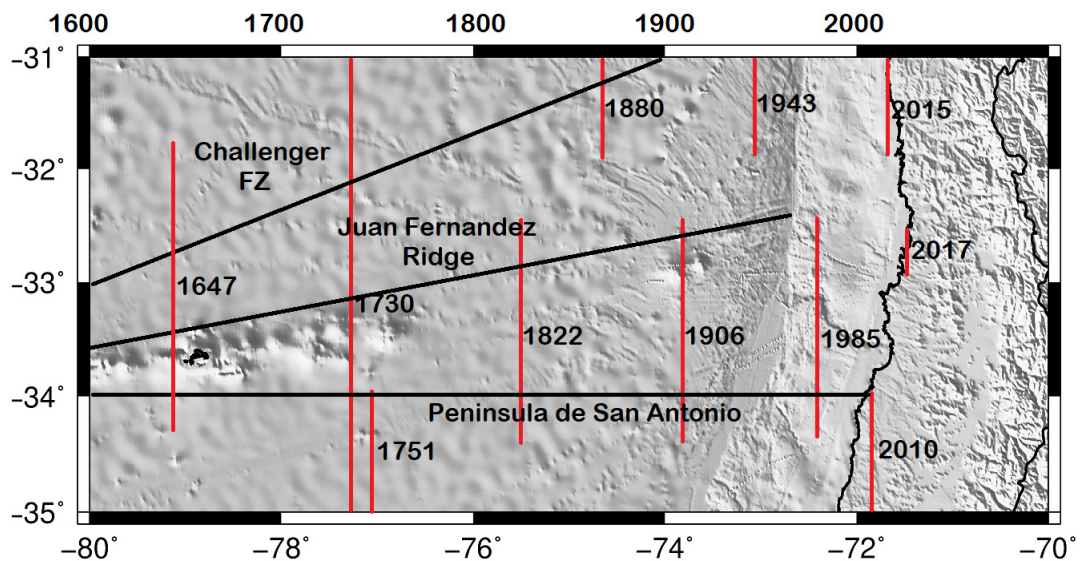 1600 1700 1800 1900 2000
−31°
1880
1943
2015
Challenger
FZ
−32°
Juan Fernandez
Ridge
2017
−33°
1647
1730
1822
1906
1985
−34°
Peninsula de San Antonio
1751
2010
−35°
−80 −78 −76 −74 −72 −70